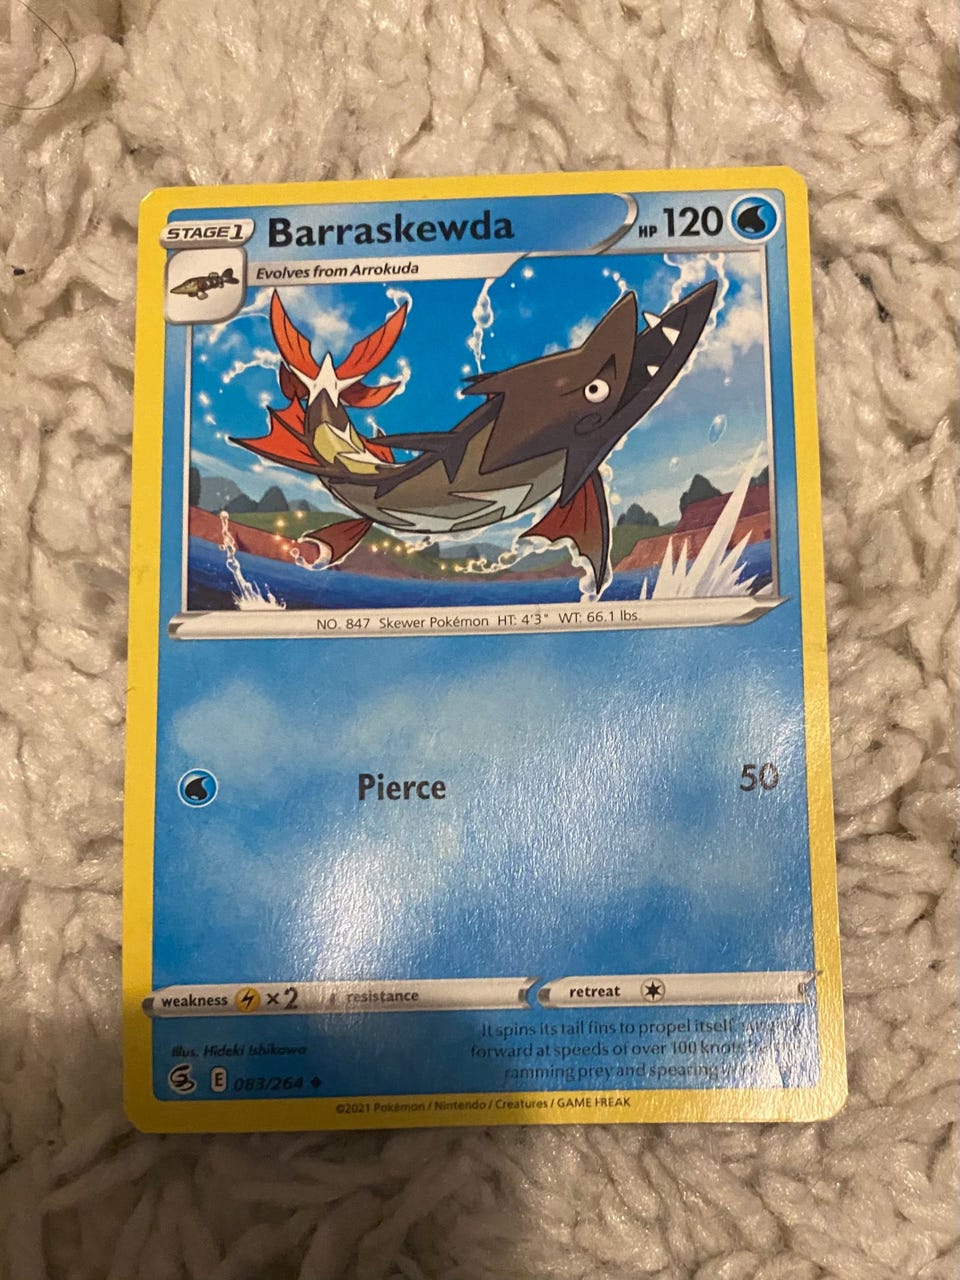 STAGE 1 Barraskewda HP 120
Evolves from Arrokuda
NO. 847 Skewer Pokémon HT: 4'3" WT: 66.1 lbs.
Pierce 50
weakness ×2 resistance retreat
Illus. Hideki Ishikawa
It spins its tail fins to propel itself,
forward at speeds of over 100 knots
ramming prey and spearing
E 083/264
©2021 Pokémon / Nintendo / Creatures / GAME FREAK